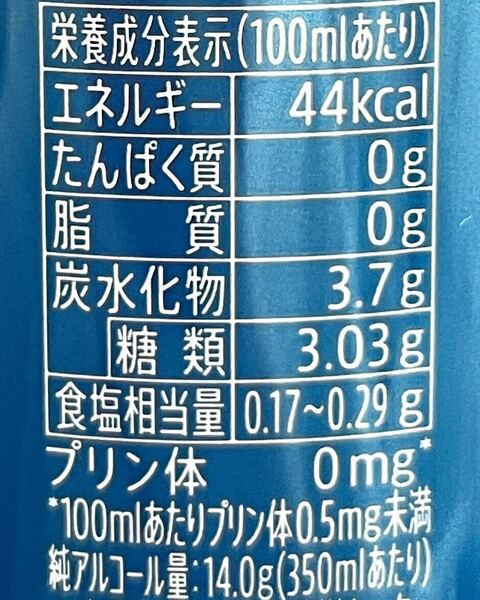 栄養成分表示(100mlあたり)
エネルギー 44kcal
たんぱく質 0g
脂質 0g
炭水化物 3.7g
糖類 3.03g
食塩相当量 0.17~0.29g
プリン体 0mg*
*100mlあたりプリン体0.5mg未満
純アルコール量:14.0g(350mlあたり)